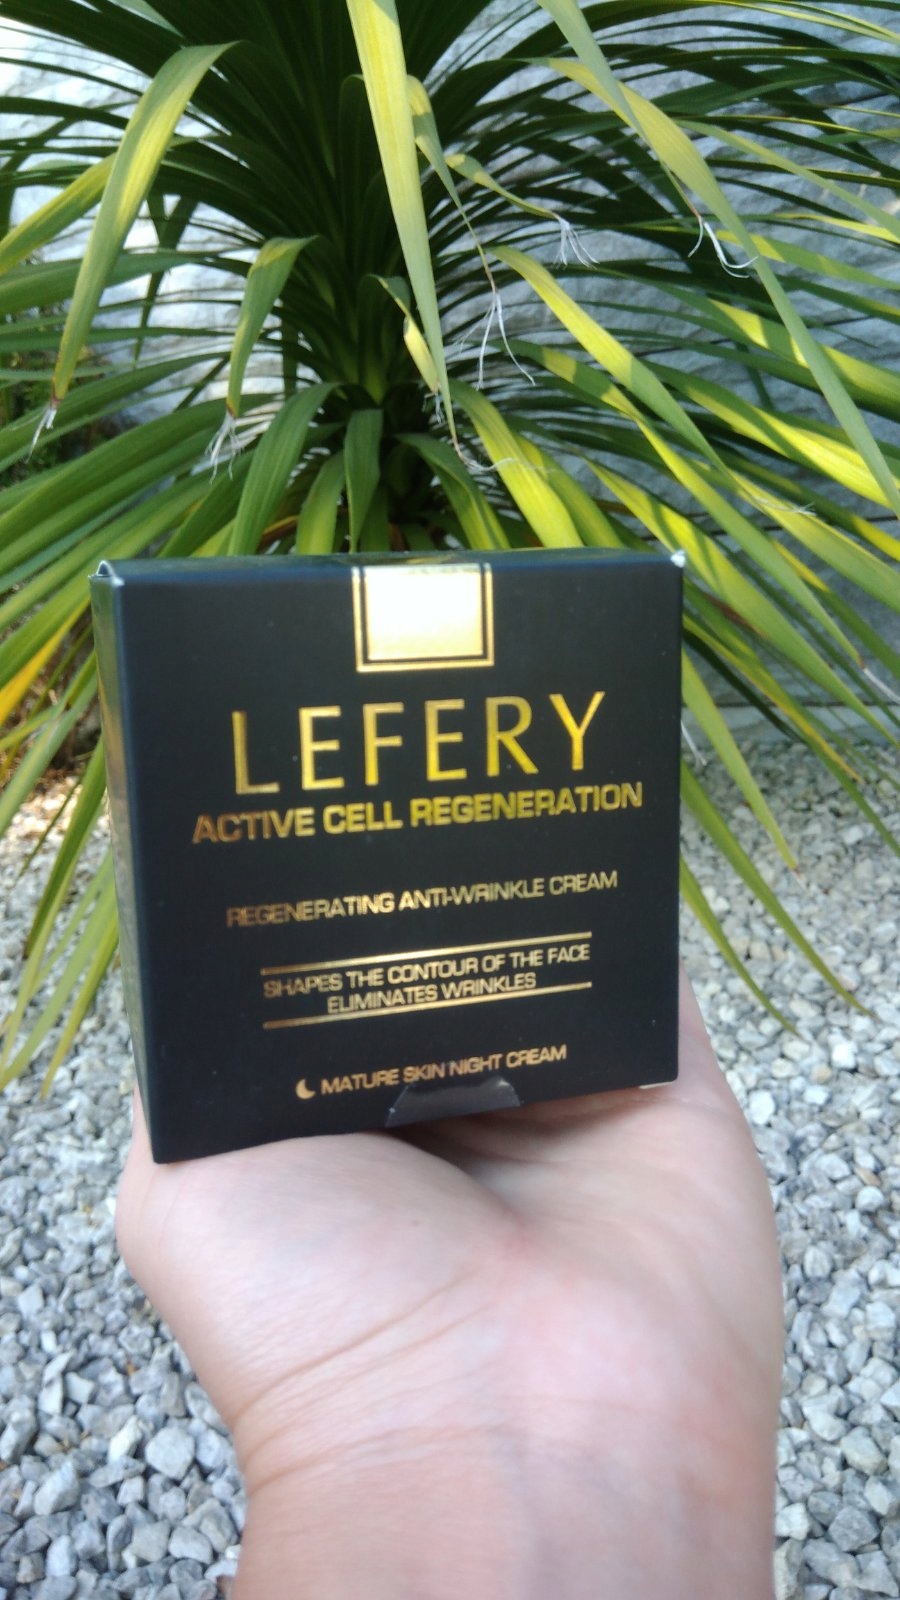 LEFERY
ACTIVE CELL REGENERATION
REGENERATING ANTI-WRINKLE CREAM
SHAPES THE CONTOUR OF THE FACE
ELIMINATES WRINKLES
MATURE SKIN NIGHT CREAM